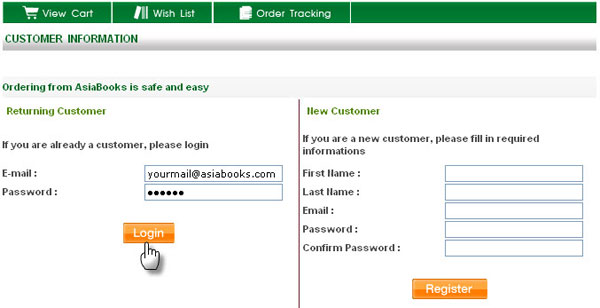 View Cart
Wish List
Order Tracking
CUSTOMER INFORMATION
Ordering from AsiaBooks is safe and easy
Returning Customer
If you are already a customer, please login
E-mail :
yourmail@asiabooks.com
Password :
••••••
Login
New Customer
If you are a new customer, please fill in required
informations
First Name :
Last Name :
Email :
Password :
Confirm Password :
Register